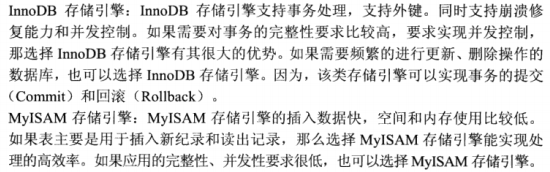 InnoDB 存储引擎：InnoDB 存储引擎支持事务处理，支持外键。同时支持崩溃修
复能力和并发控制。如果需要对事务的完整性要求比较高，要求实现并发控制，
那选择 InnoDB 存储引擎有其很大的优势。如果需要频繁的进行更新、删除操作的
数据库，也可以选择 InnoDB 存储引擎。因为，该类存储引擎可以实现事务的提交
（Commit）和回滚（Rollback）。
MyISAM 存储引擎：MyISAM 存储引擎的插入数据快，空间和内存使用比较低。
如果表主要是用于插入新纪录和读出记录，那么选择 MyISAM 存储引擎能实现处
理的高效率。如果应用的完整性、并发性要求很低，也可以选择 MyISAM 存储引擎。